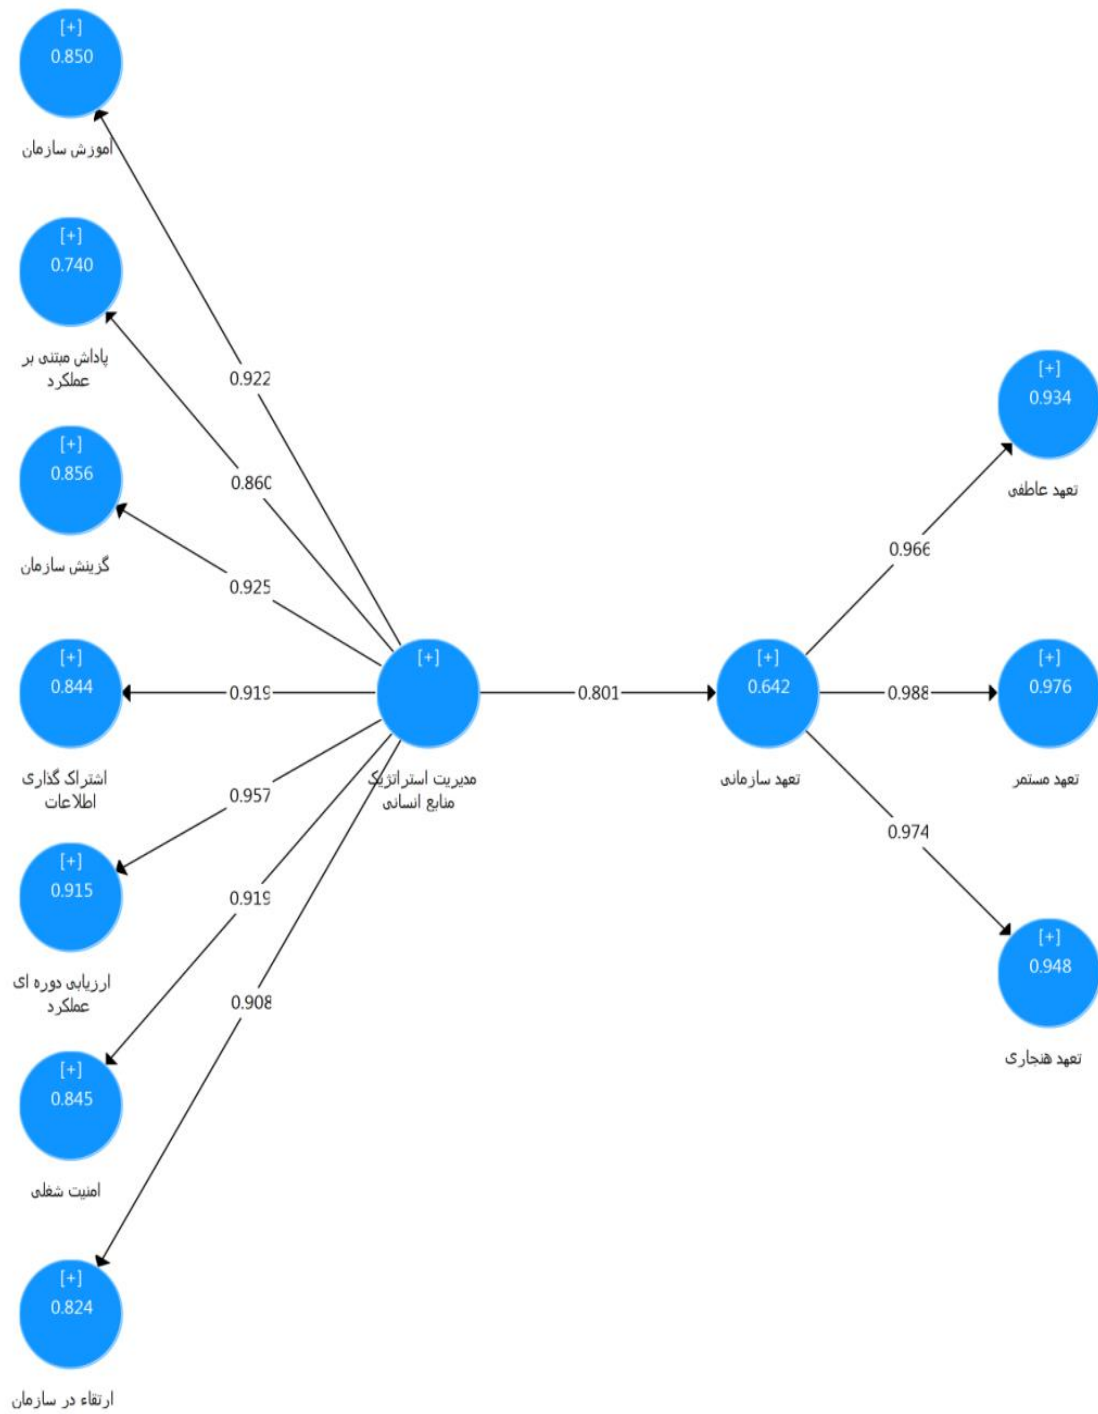 [+]
0.850
آموزش سازمان
[+]
0.740
پاداش مبتنی بر
عملکرد
[+]
0.856
گزینش سازمان
[+]
0.844
اشتراک گذاری
اطلاعات
[+]
0.915
ارزیابی دوره ای
عملکرد
[+]
0.845
امنیت شغلی
[+]
0.824
ارتقاء در سازمان
0.922
0.860
0.925
0.919
0.957
0.919
0.908
[+]
مدیریت استراتژیک
منابع انسانی
0.801
[+]
0.642
تعهد سازمانی
0.966
0.988
0.974
[+]
0.934
تعهد عاطفی
[+]
0.976
تعهد مستمر
[+]
0.948
تعهد هنجاری